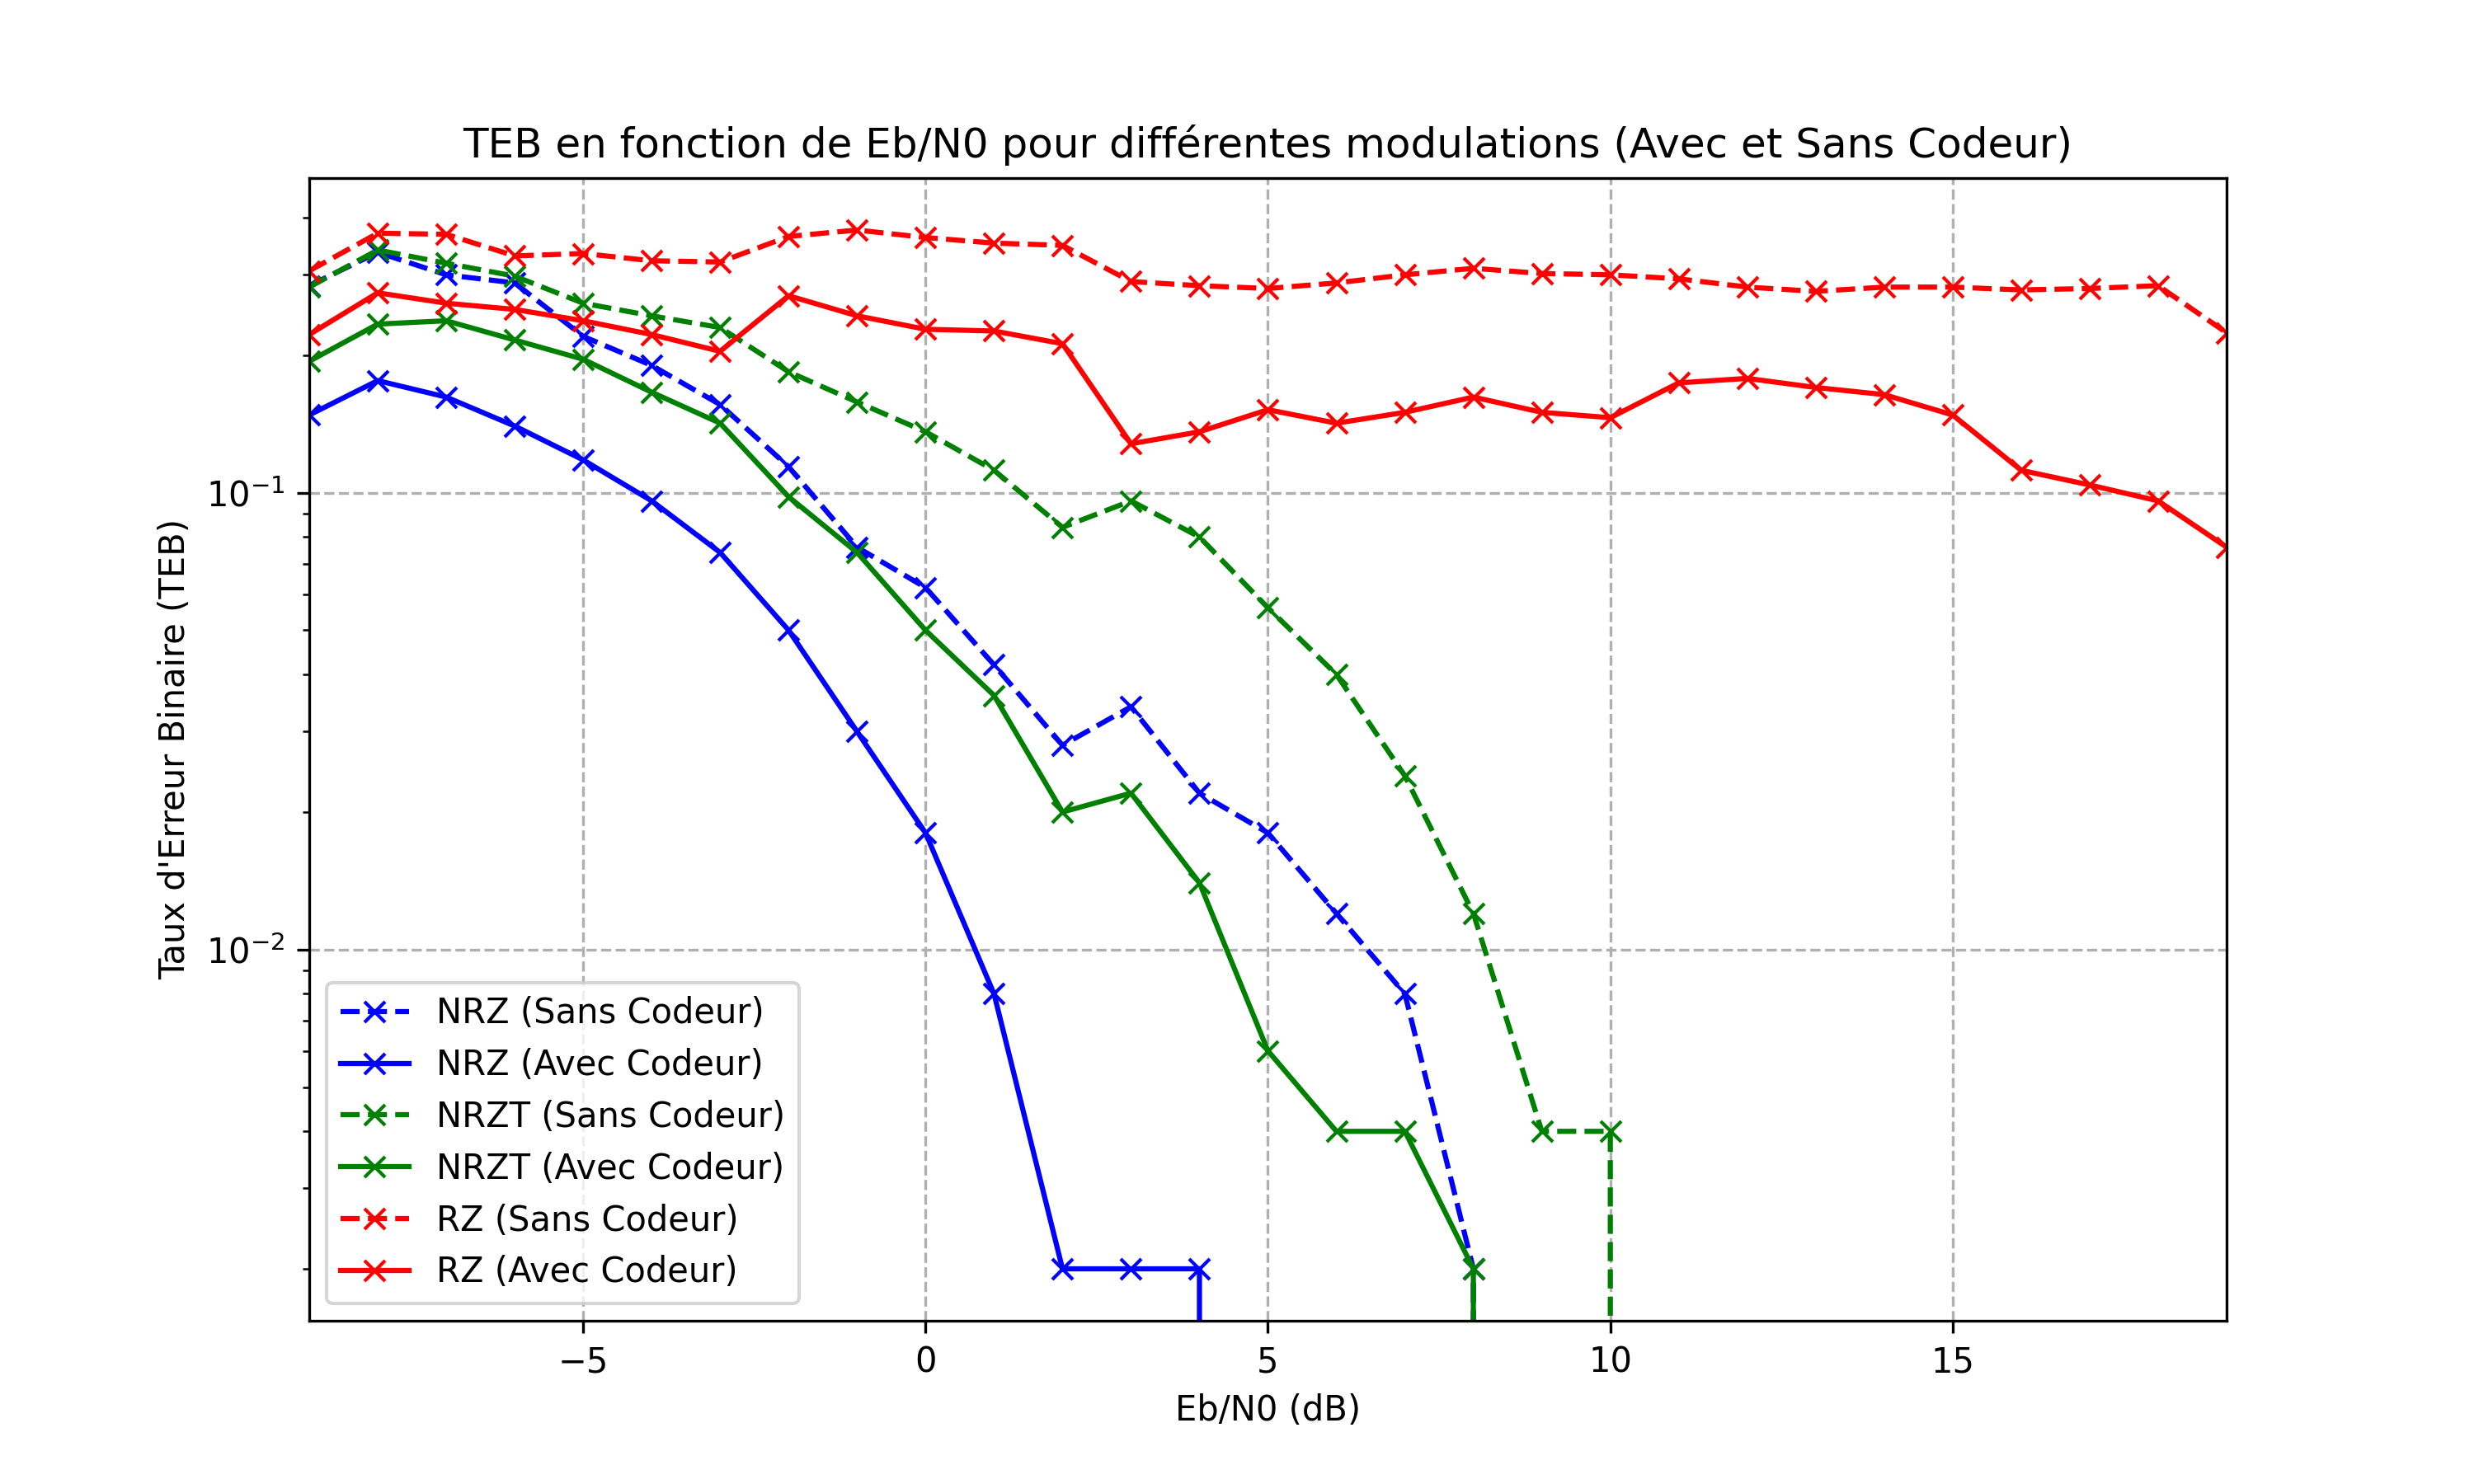 TEB en fonction de Eb/N0 pour différentes modulations (Avec et Sans Codeur)
Taux d'Erreur Binaire (TEB)
10⁻¹
10⁻²
NRZ (Sans Codeur)
NRZ (Avec Codeur)
NRZT (Sans Codeur)
NRZT (Avec Codeur)
RZ (Sans Codeur)
RZ (Avec Codeur)
−5 0 5 10 15
Eb/N0 (dB)